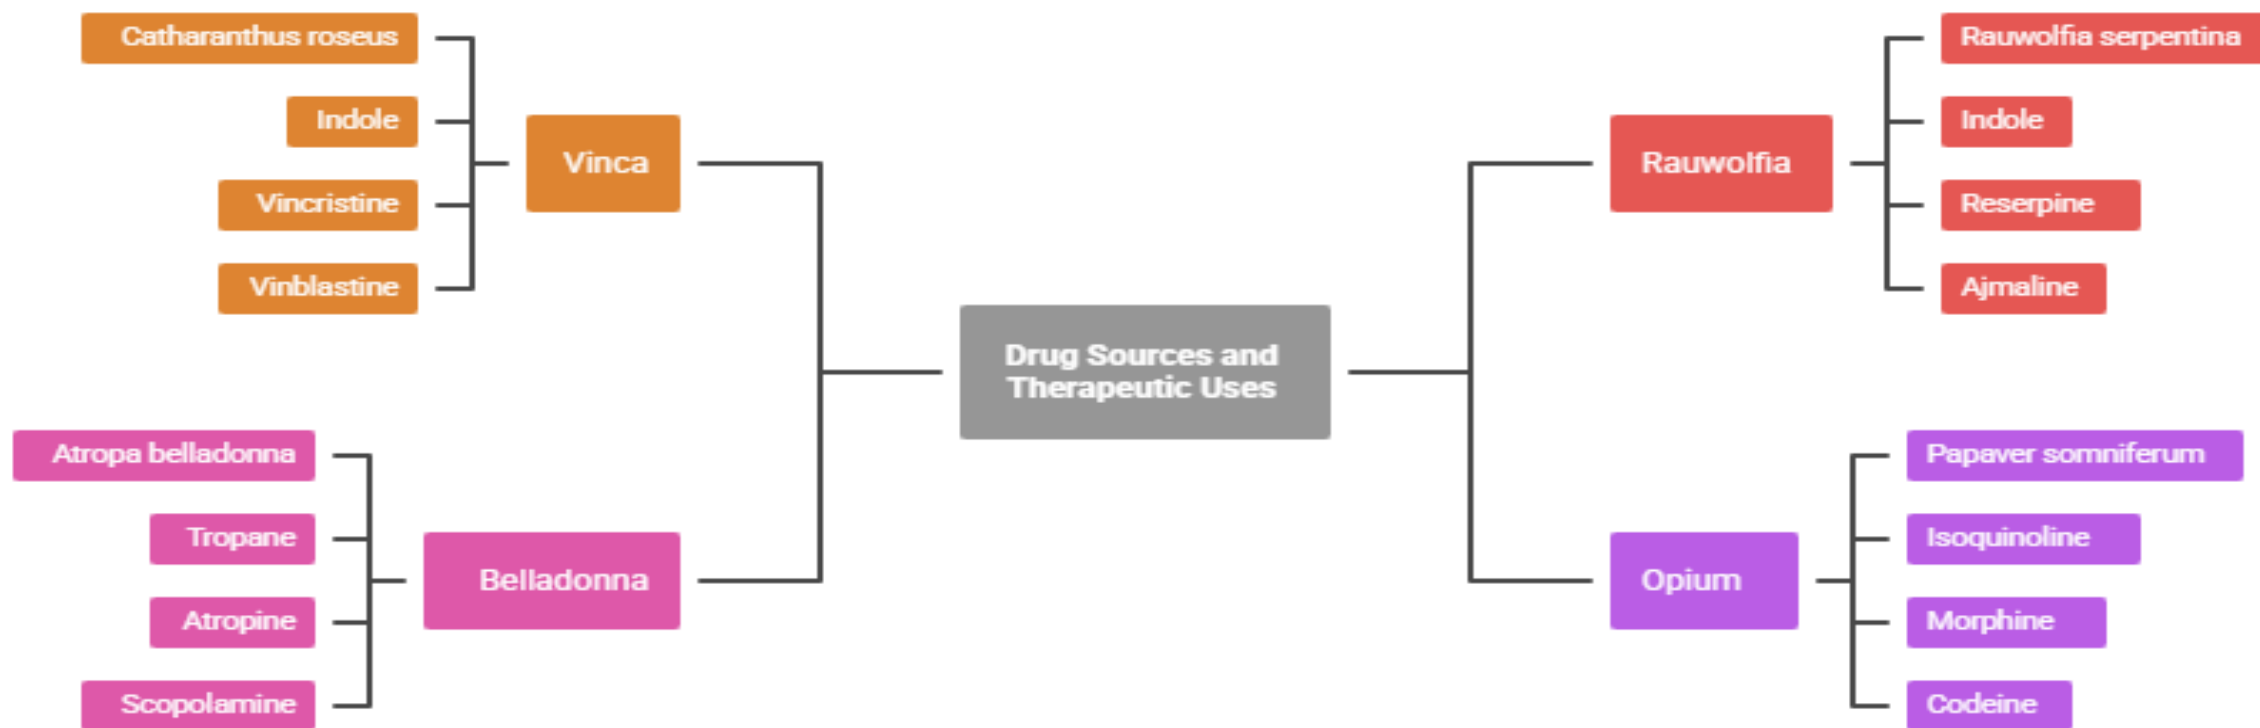 Catharanthus roseus
Indole
Vincristine
Vinblastine
Vinca
Atropa belladonna
Tropane
Atropine
Scopolamine
Belladonna
Drug Sources and
Therapeutic Uses
Rauwolfia
Rauwolfia serpentina
Indole
Reserpine
Ajmaline
Opium
Papaver somniferum
Isoquinoline
Morphine
Codeine